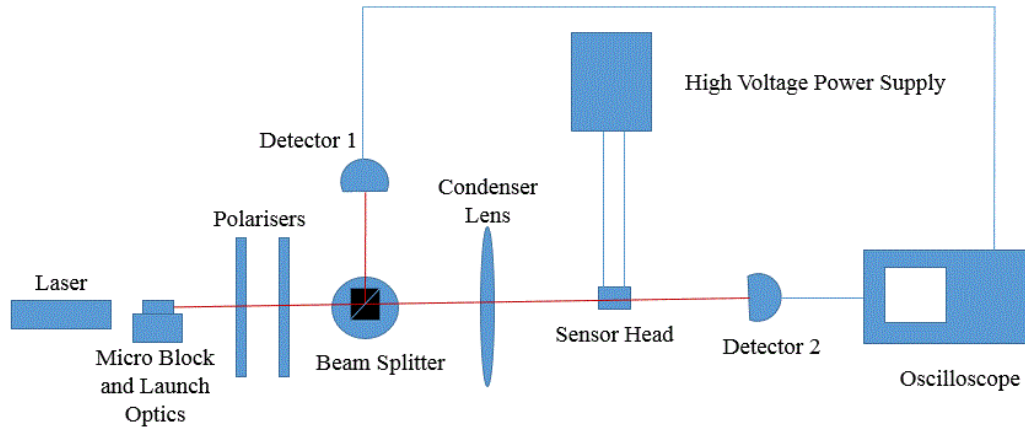 High Voltage Power Supply
Detector 1
Condenser
Lens
Polarisers
Laser
Micro Block
and Launch
Optics
Beam Splitter
Sensor Head
Detector 2
Oscilloscope